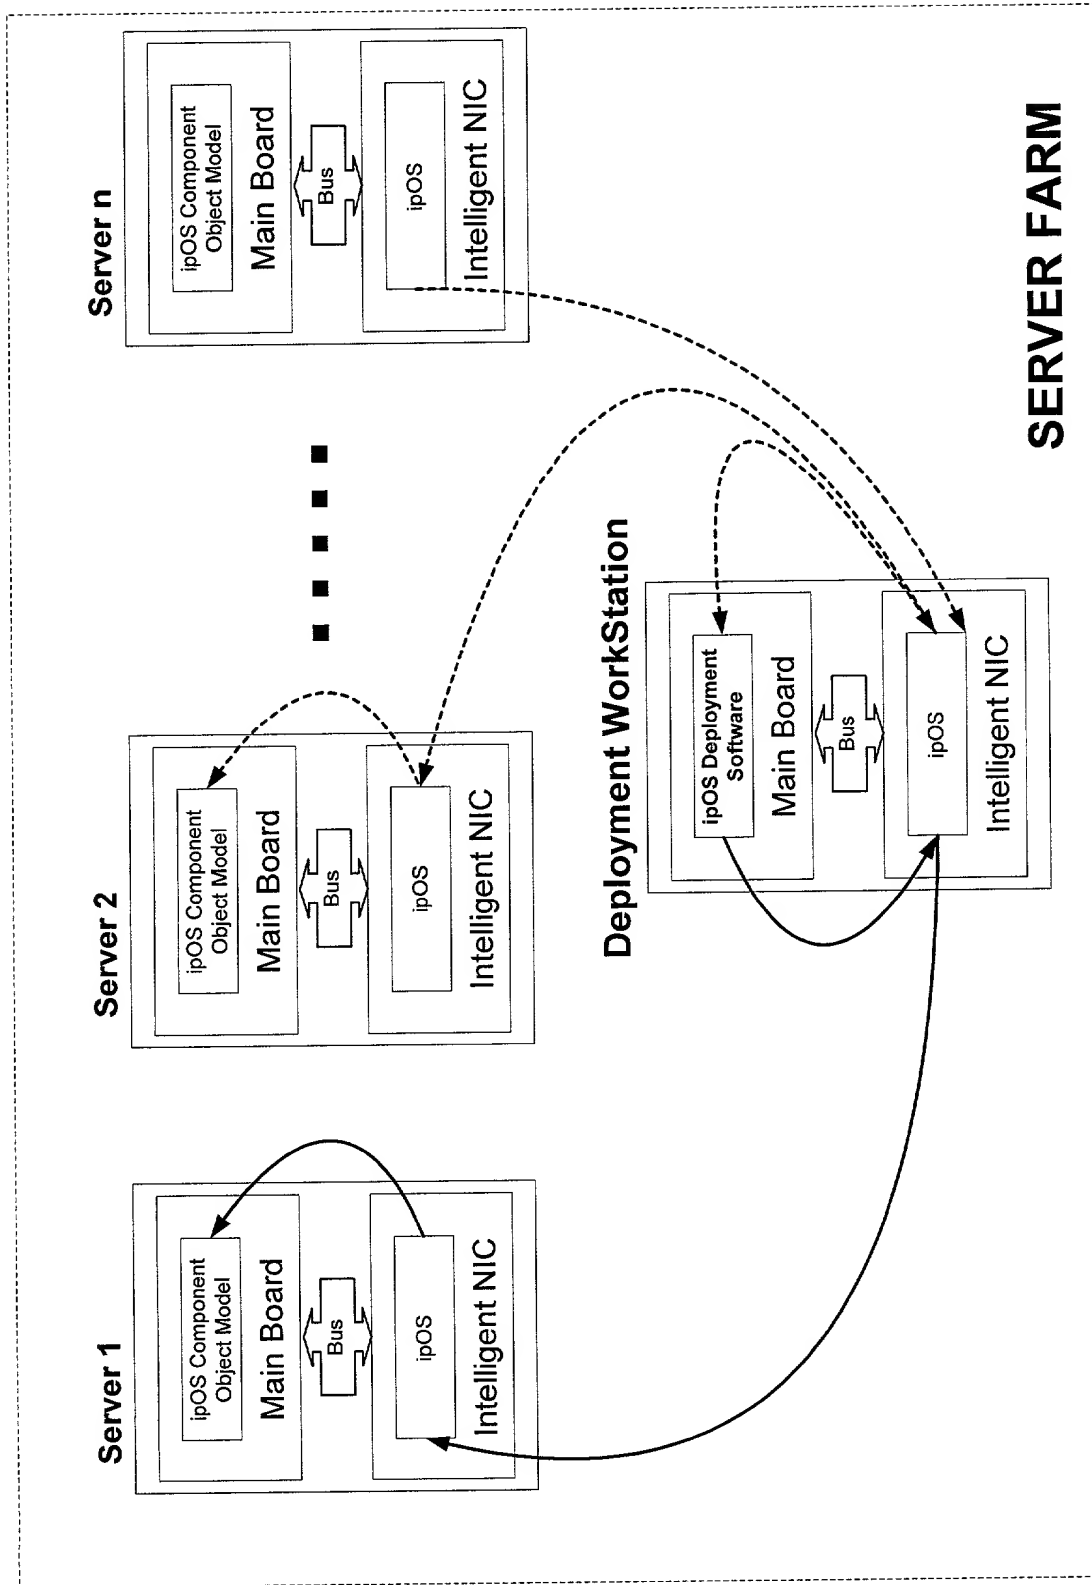 Server 1
ipOS Component
Object Model
Main Board
Bus
ipOS
Intelligent NIC
Server 2
ipOS Component
Object Model
Main Board
Bus
ipOS
Intelligent NIC
Server n
ipOS Component
Object Model
Main Board
Bus
ipOS
Intelligent NIC
Deployment WorkStation
ipOS Deployment
Software
Main Board
Bus
ipOS
Intelligent NIC
SERVER FARM